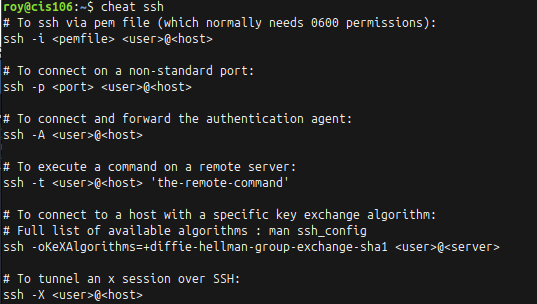 roy@cis106:~$ cheat ssh
# To ssh via pem file (which normally needs 0600 permissions):
ssh -i <pemfile> <user>@<host>
# To connect on a non-standard port:
ssh -p <port> <user>@<host>
# To connect and forward the authentication agent:
ssh -A <user>@<host>
# To execute a command on a remote server:
ssh -t <user>@<host> 'the-remote-command'
# To connect to a host with a specific key exchange algorithm:
# Full list of available algorithms : man ssh_config
ssh -oKeXAlgorithms=+diffie-hellman-group-exchange-sha1 <user>@<server>
# To tunnel an x session over SSH:
ssh -X <user>@<host>